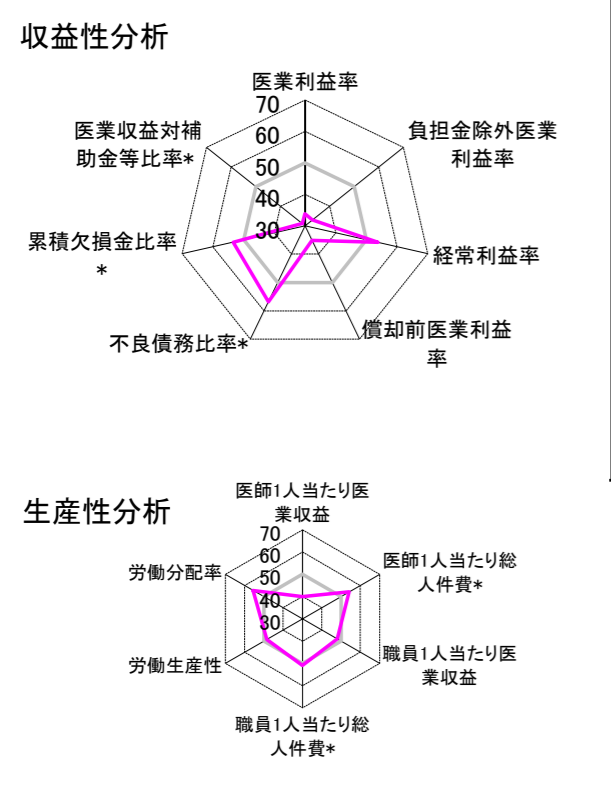 収益性分析
医業利益率
70
60
50
40
30
負担金除外医業
利益率
経常利益率
償却前医業利益
率
不良債務比率*
累積欠損金比率
*
医業収益対補
助金等比率*
生産性分析
医師1人当たり医
業収益
70
60
50
40
30
医師1人当たり総
人件費*
職員1人当たり医
業収益
職員1人当たり総
人件費*
労働生産性
労働分配率